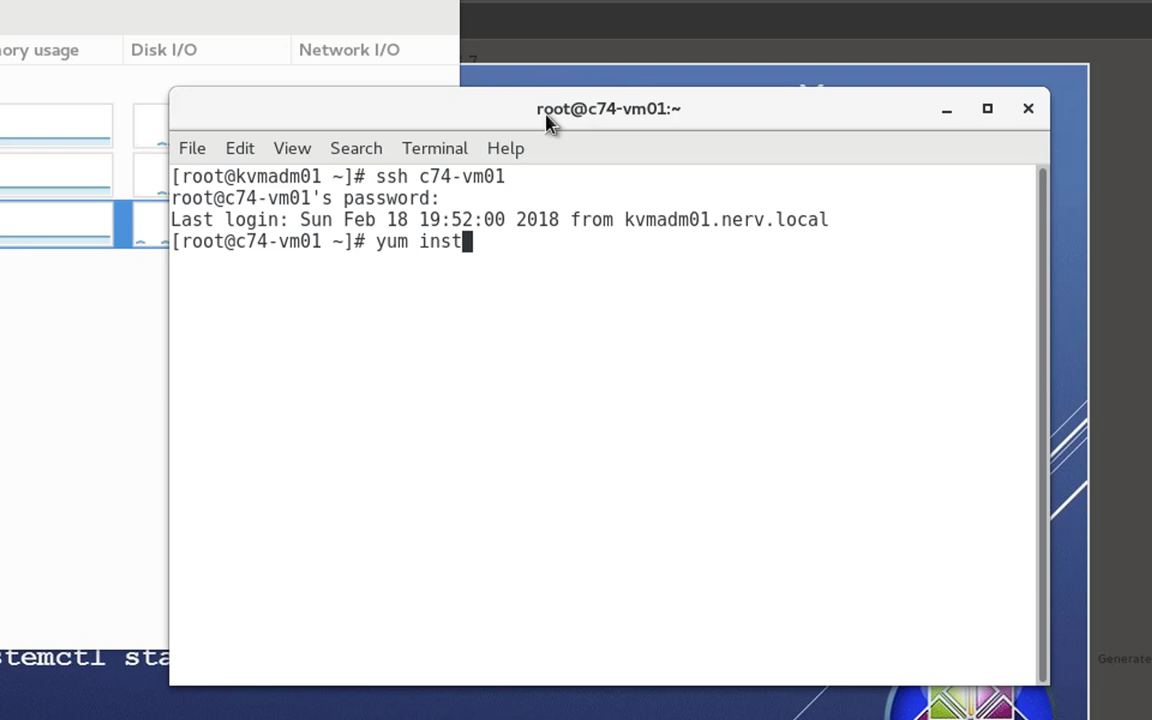 ory usage
Disk I/O
Network I/O
7
root@c74-vm01:~
File Edit View Search Terminal Help
[root@kvmadm01 ~]# ssh c74-vm01
root@c74-vm01's password:
Last login: Sun Feb 18 19:52:00 2018 from kvmadm01.nerv.local
[root@c74-vm01 ~]# yum inst
stemctl sta
Generate